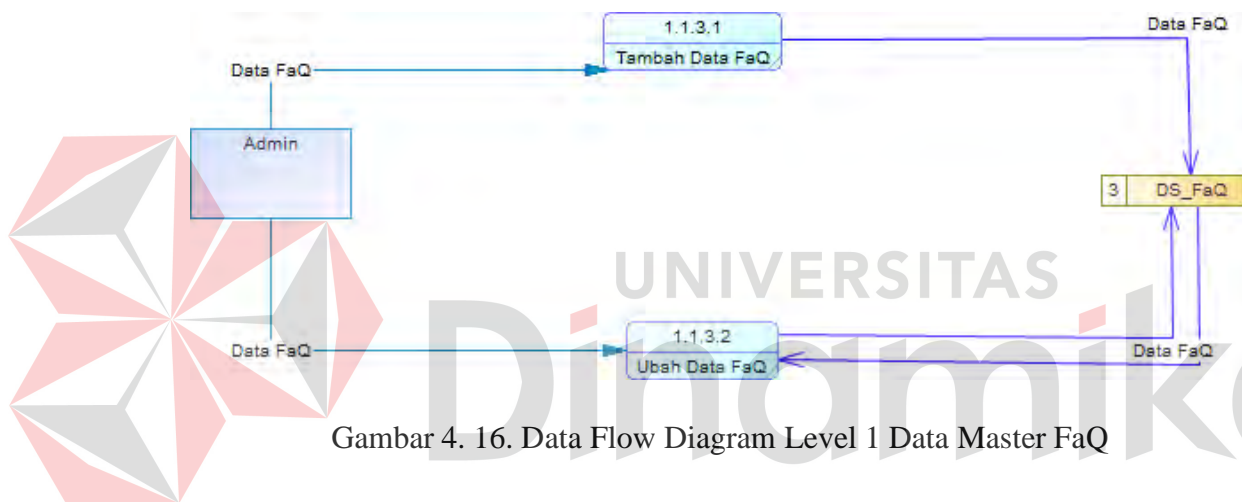 1.1.3.1
Tambah Data FaQ
Data FaQ
Data FaQ
Admin
3 DS_FaQ
UNIVERSITAS
Dinamika
1.1.3.2
Ubah Data FaQ
Data FaQ
Data FaQ
Gambar 4. 16. Data Flow Diagram Level 1 Data Master FaQ